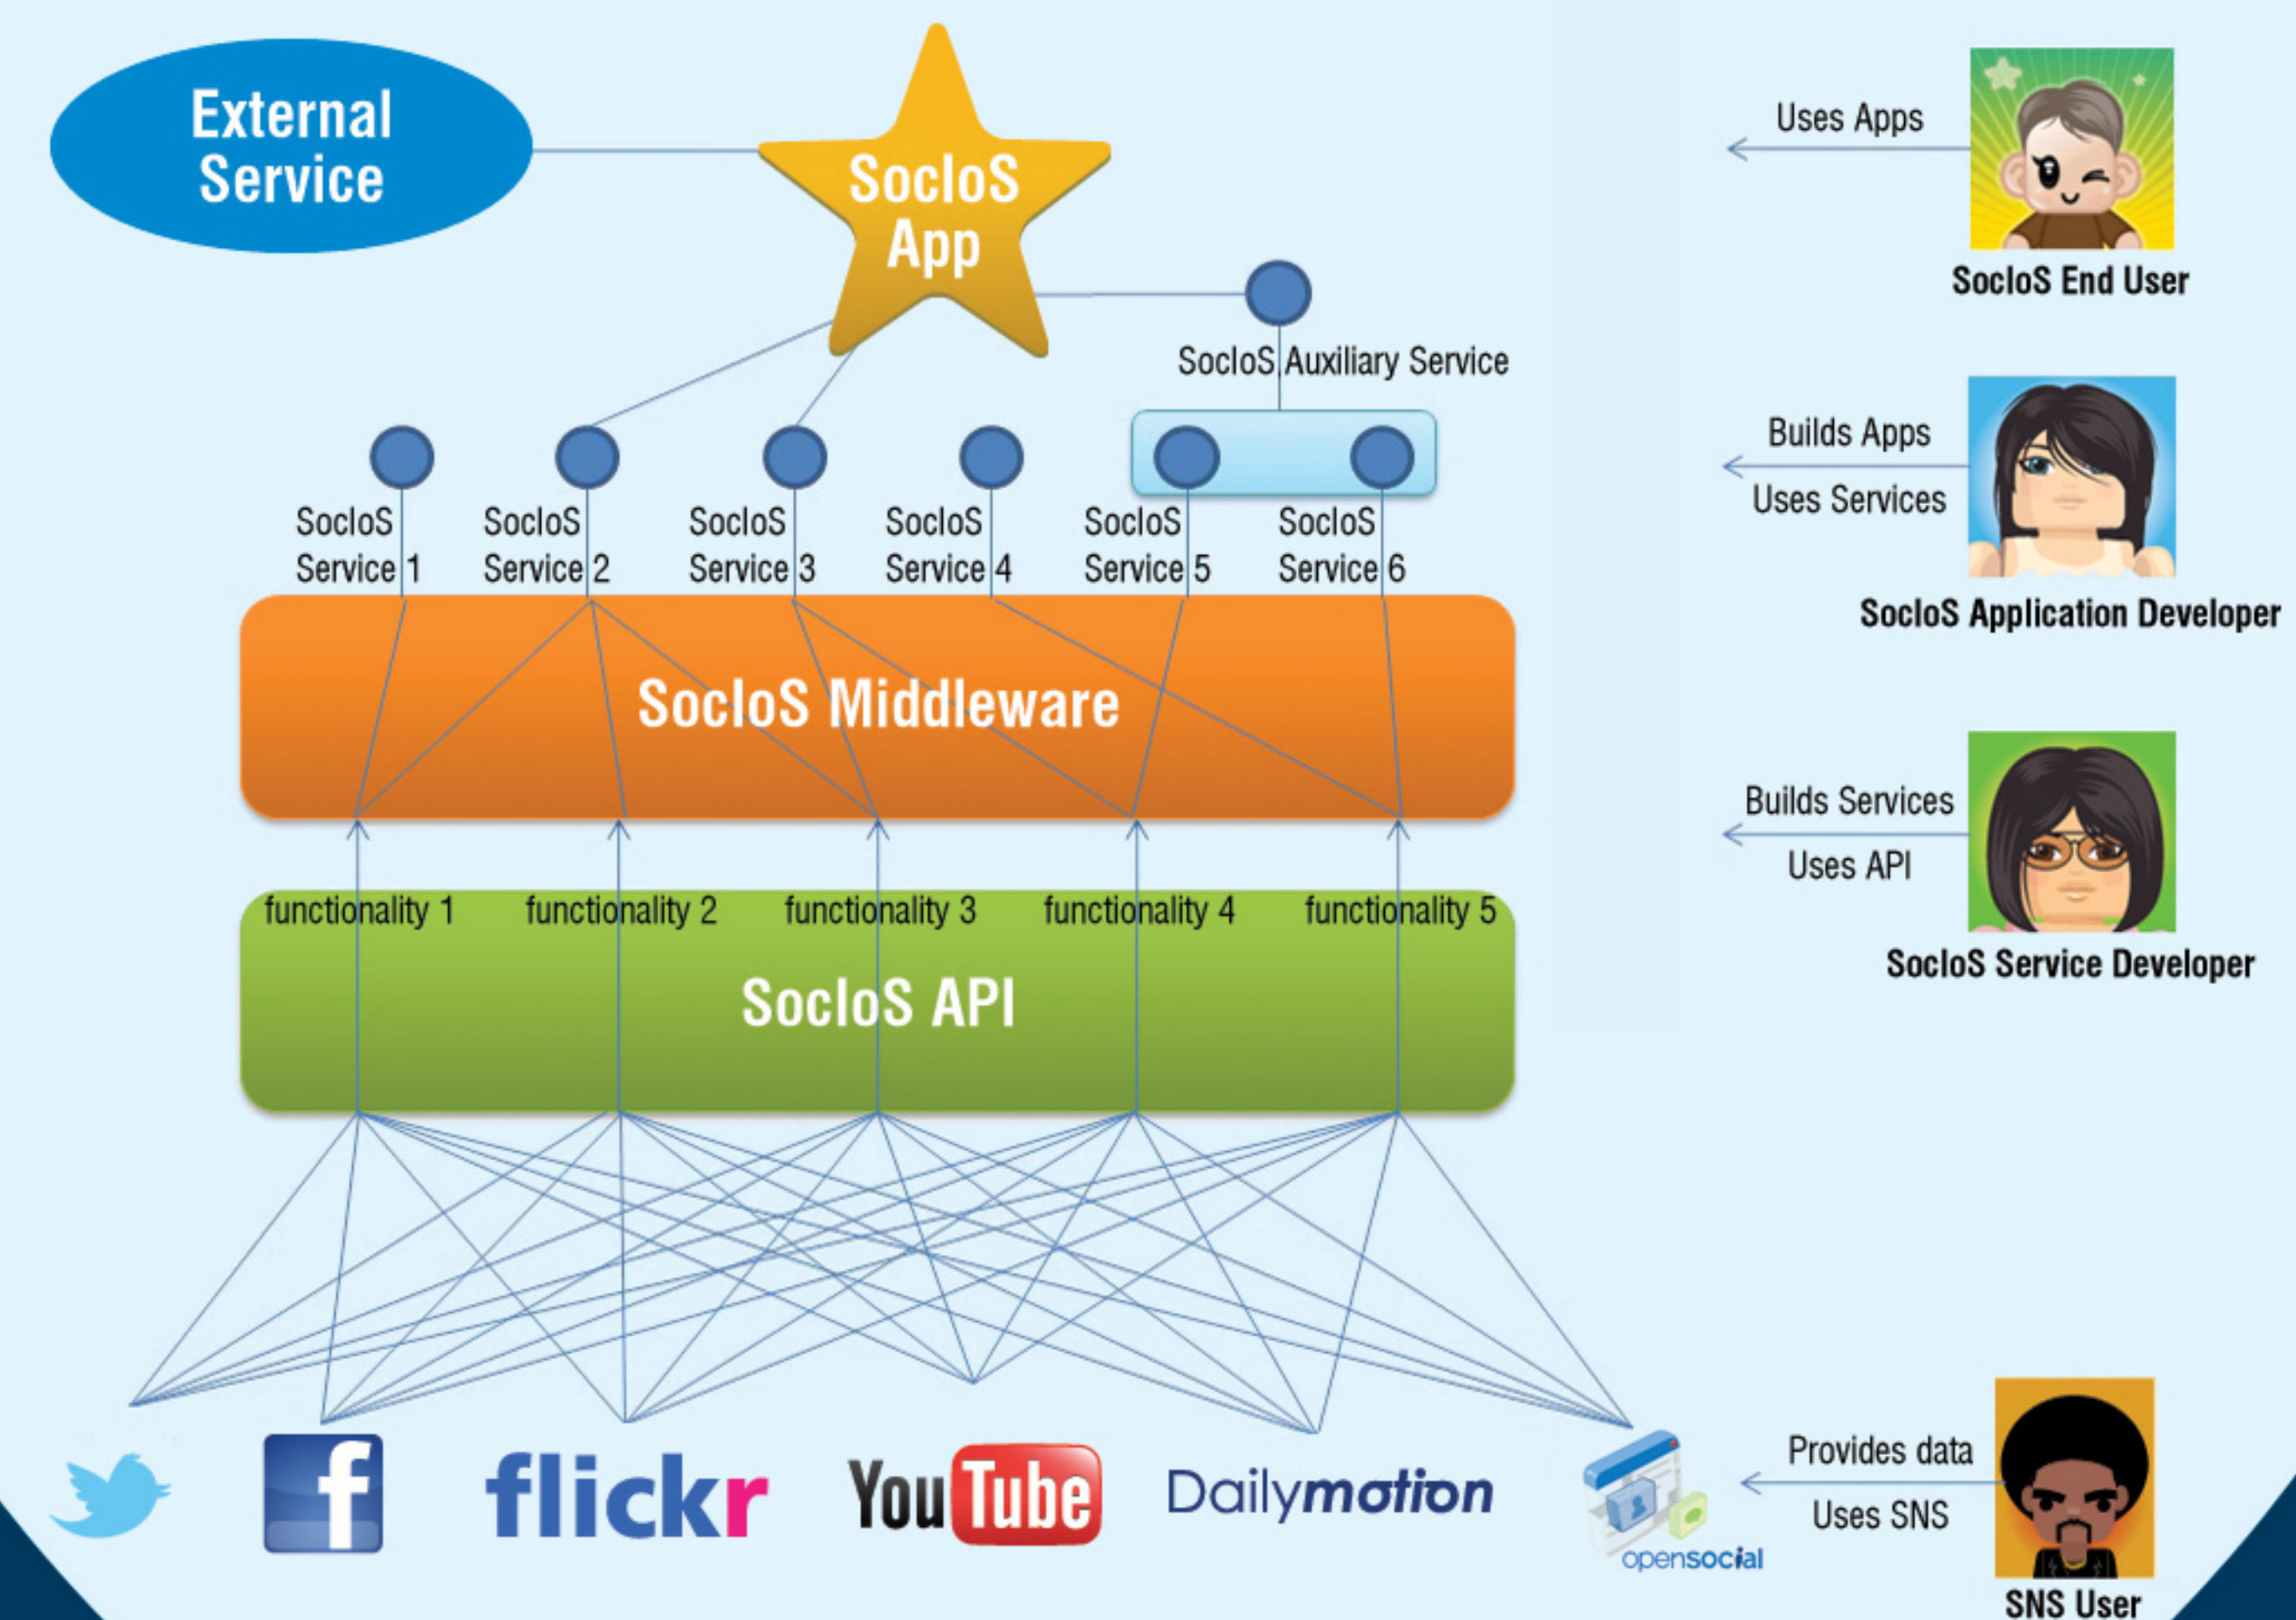 External
Service
SocIoS
App
Uses Apps
SocIoS End User
SocIoS Auxiliary Service
Builds Apps
Uses Services
SocIoS Application Developer
SocIoS
Service 1
SocIoS
Service 2
SocIoS
Service 3
SocIoS
Service 4
SocIoS
Service 5
SocIoS
Service 6
SocIoS Middleware
Builds Services
Uses API
SocIoS Service Developer
functionality 1
functionality 2
functionality 3
functionality 4
functionality 5
SocIoS API
f
flickr
YouTube
Dailymotion
opensocial
Provides data
Uses SNS
SNS User